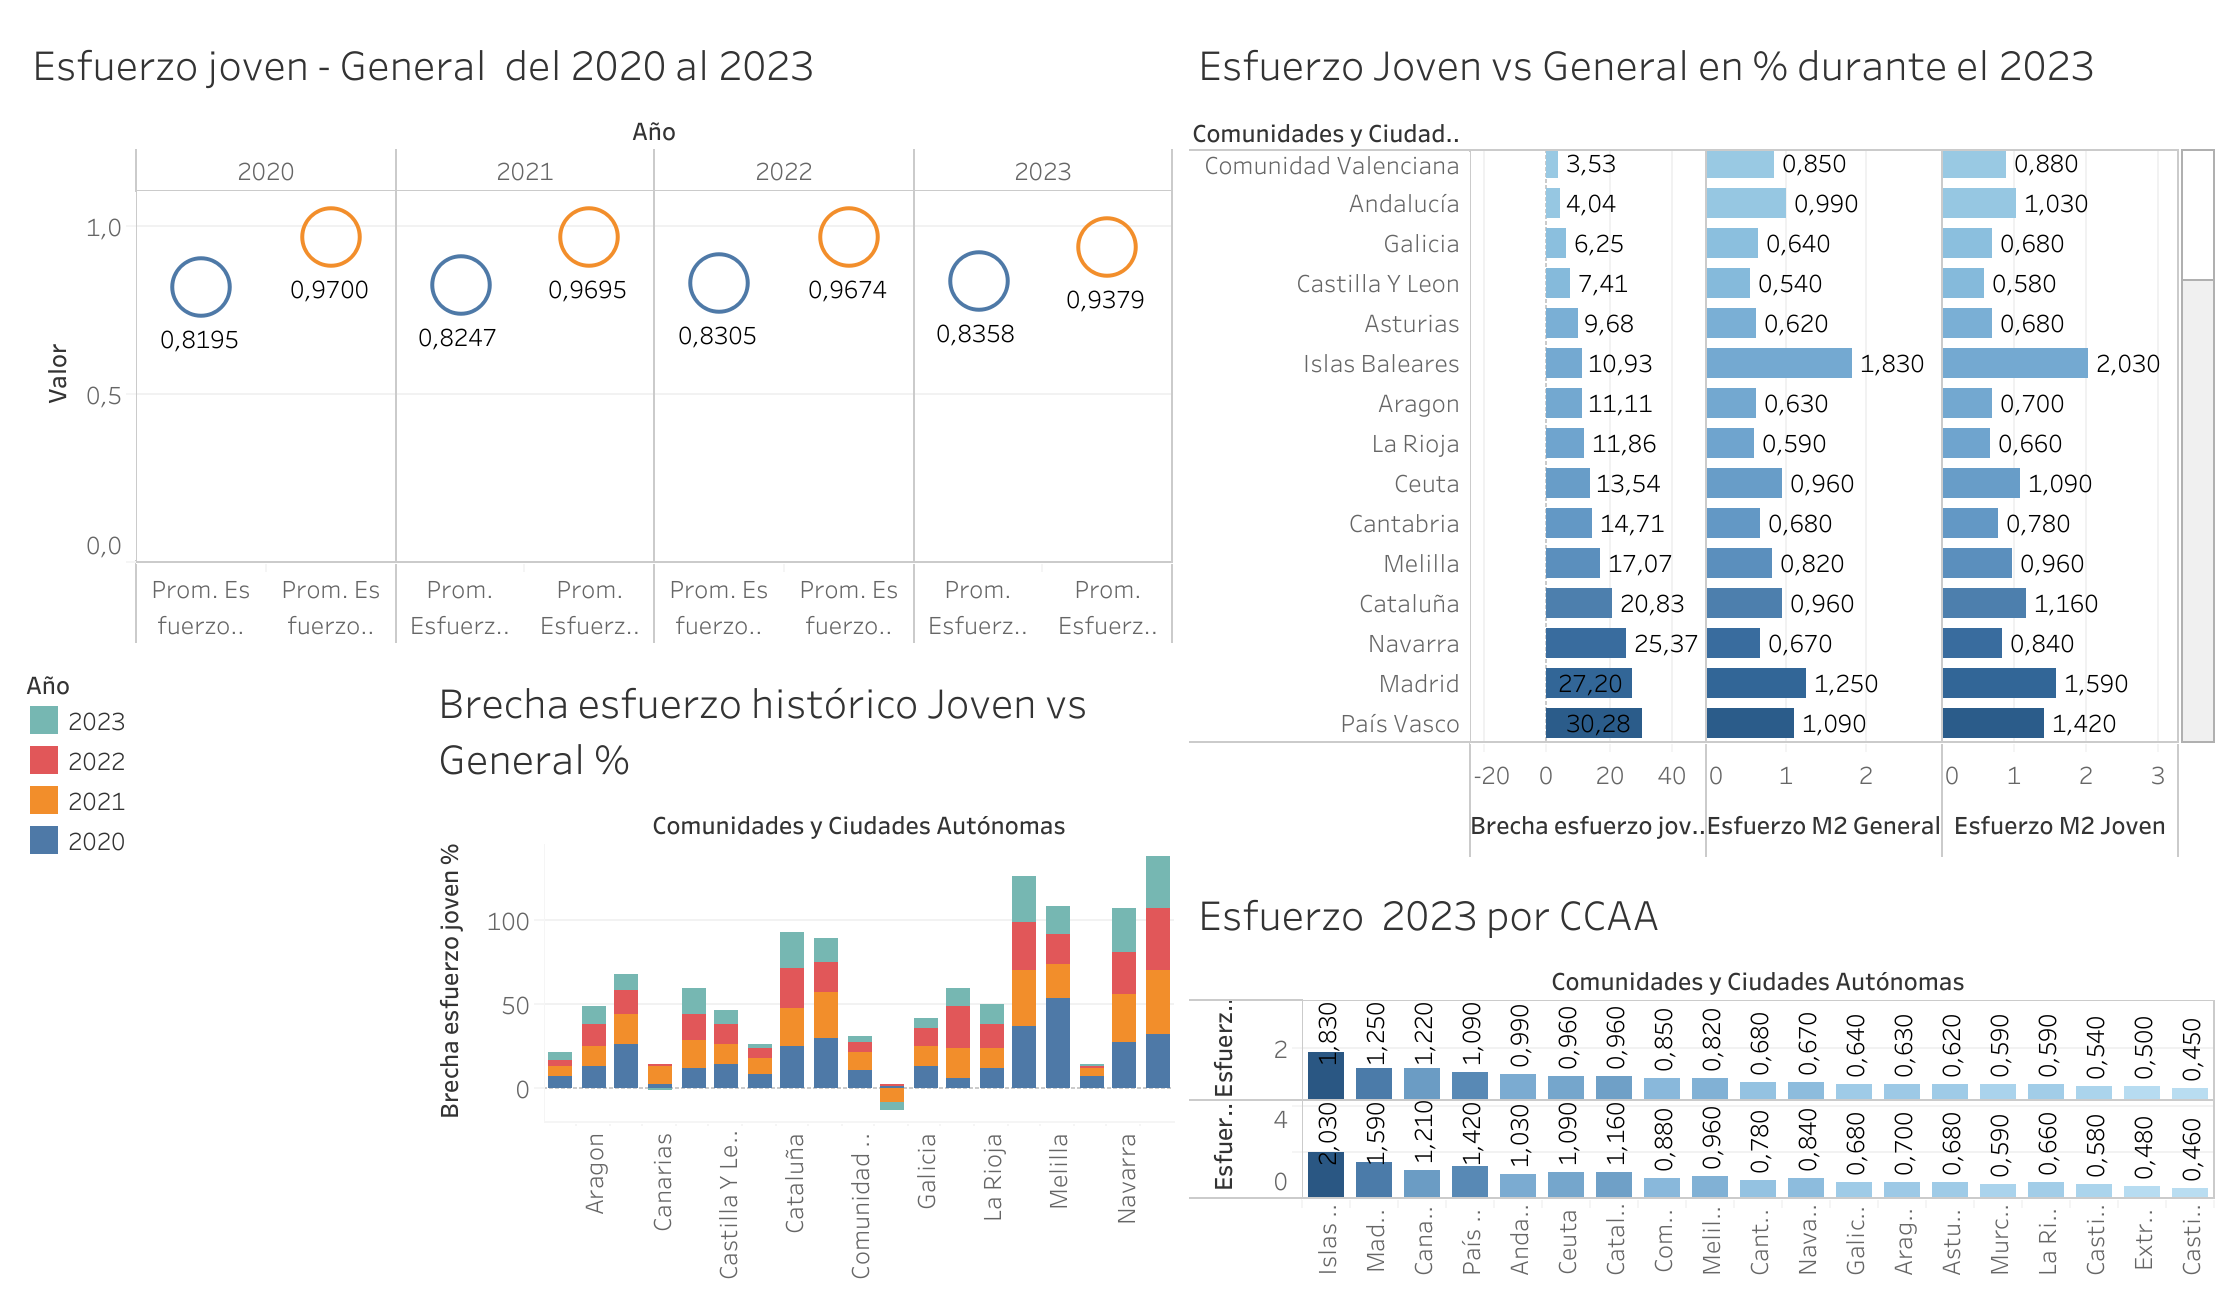 Esfuerzo joven - General  del 2020 al 2023
Año
2020 2021 2022 2023
1,0
0,5
0,0
Valor
0,8195 0,9700 0,8247 0,9695 0,8305 0,9674 0,8358 0,9379
Prom. Es Prom. Es Prom. Prom. Prom. Es Prom. Es Prom. Prom.
fuerzo.. fuerzo.. Esfuerz.. Esfuerz.. fuerzo.. fuerzo.. Esfuerz.. Esfuerz..
Año
2023
2022
2021
2020
Brecha esfuerzo histórico Joven vs
General %
Comunidades y Ciudades Autónomas
Brecha esfuerzo joven %
100
50
0
Aragon
Canarias
Castilla Y Le..
Cataluña
Comunidad ..
Galicia
La Rioja
Melilla
Navarra
Esfuerzo Joven vs General en % durante el 2023
Comunidades y Ciudad..
Comunidad Valenciana 3,53 0,850 0,880
Andalucía 4,04 0,990 1,030
Galicia 6,25 0,640 0,680
Castilla Y Leon 7,41 0,540 0,580
Asturias 9,68 0,620 0,680
Islas Baleares 10,93 1,830 2,030
Aragon 11,11 0,630 0,700
La Rioja 11,86 0,590 0,660
Ceuta 13,54 0,960 1,090
Cantabria 14,71 0,680 0,780
Melilla 17,07 0,820 0,960
Cataluña 20,83 0,960 1,160
Navarra 25,37 0,670 0,840
Madrid 27,20 1,250 1,590
País Vasco 30,28 1,090 1,420
-20 0 20 40 0 1 2 0 1 2 3
Brecha esfuerzo jov.. Esfuerzo M2 General Esfuerzo M2 Joven
Esfuerzo  2023 por CCAA
Comunidades y Ciudades Autónomas
Esfuerz..
2
1,830 1,250 1,220 1,090 0,990 0,960 0,960 0,850 0,820 0,680 0,670 0,640 0,630 0,620 0,590 0,590 0,540 0,500 0,450
Esfuer..
4
0
2,030 1,590 1,210 1,420 1,030 1,090 1,160 0,880 0,960 0,780 0,840 0,680 0,700 0,680 0,590 0,660 0,580 0,480 0,460
Islas ..
Mad..
Cana..
País ..
Anda..
Ceuta
Catal..
Com..
Melil..
Cant..
Nava..
Galic..
Arag..
Astu..
Murc..
La Ri..
Casti..
Extr..
Casti..